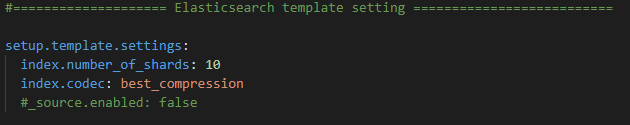 #==================== Elasticsearch template setting ==========================
setup.template.settings:
index.number_of_shards: 10
index.codec: best_compression
#_source.enabled: false